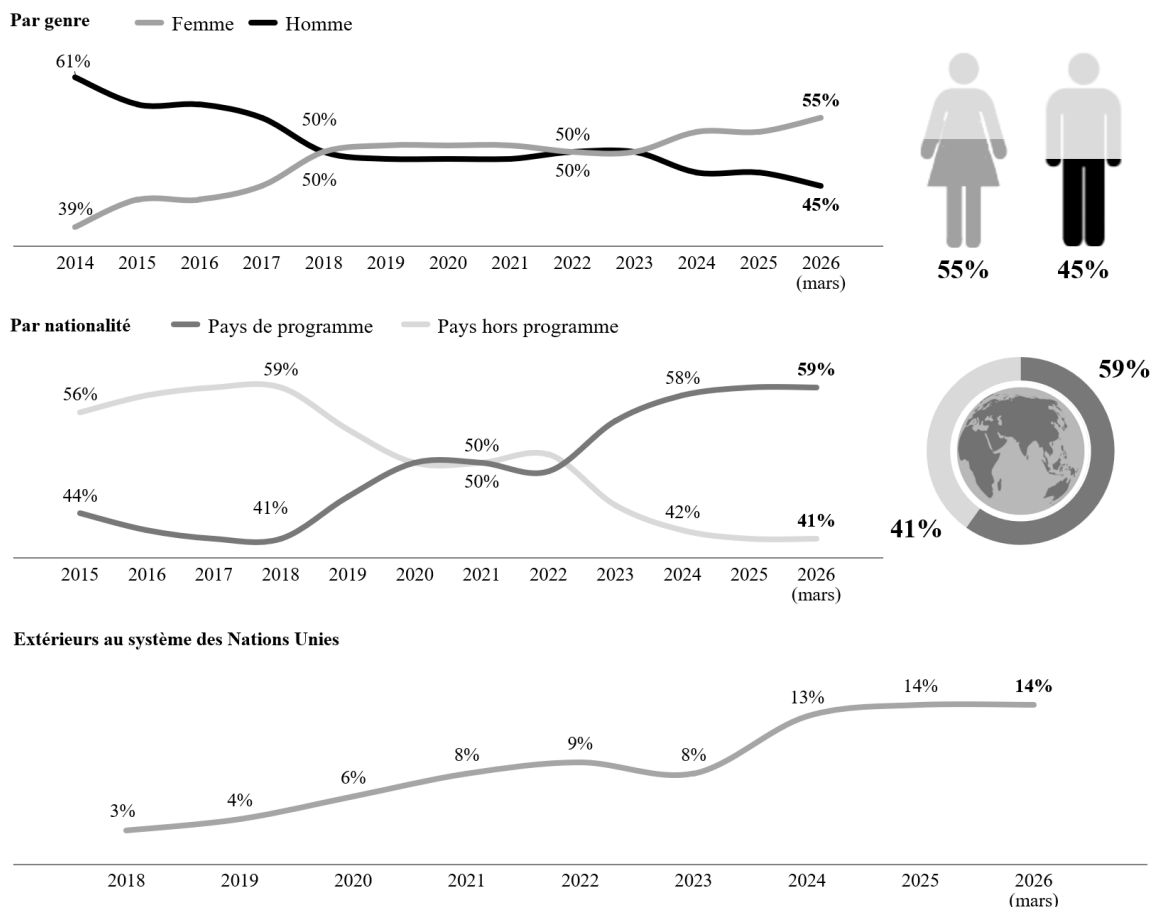 Par genre Femme Homme
61%
39%
50%
50%
50%
50%
55%
45%
2014 2015 2016 2017 2018 2019 2020 2021 2022 2023 2024 2025 2026
(mars)
55% 45%
Par nationalité Pays de programme Pays hors programme
56%
44%
59%
41%
50%
50%
58%
42%
59%
41%
2015 2016 2017 2018 2019 2020 2021 2022 2023 2024 2025 2026
(mars)
59%
41%
Extérieurs au système des Nations Unies
3% 4% 6% 8% 9% 8% 13% 14% 14%
2018 2019 2020 2021 2022 2023 2024 2025 2026
(mars)